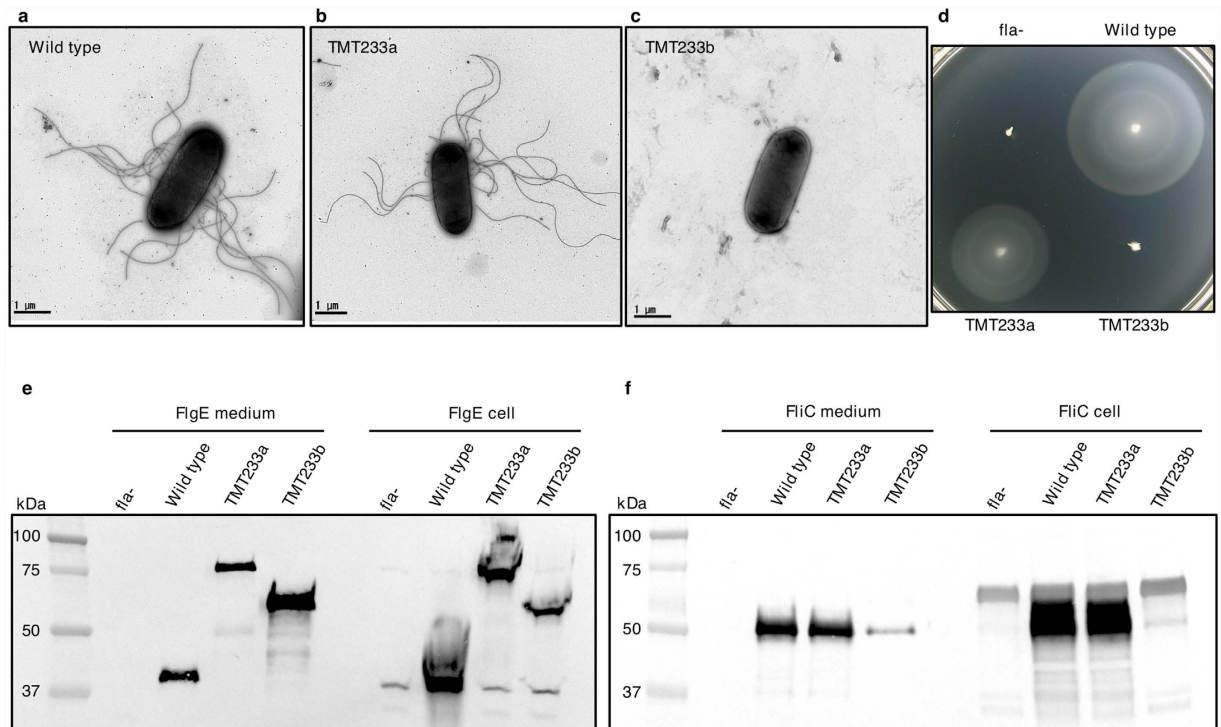 a
b
c
d
fla-
Wild type
Wild type
TMT233a
TMT233b
1 µm
1 µm
1 µm
TMT233a
TMT233b
e
FlgE medium
FlgE cell
kDa
fla-
Wild type
TMT233a
TMT233b
fla-
Wild type
TMT233a
TMT233b
100
75
50
37
f
FliC medium
FliC cell
kDa
fla-
Wild type
TMT233a
TMT233b
fla-
Wild type
TMT233a
TMT233b
100
75
50
37